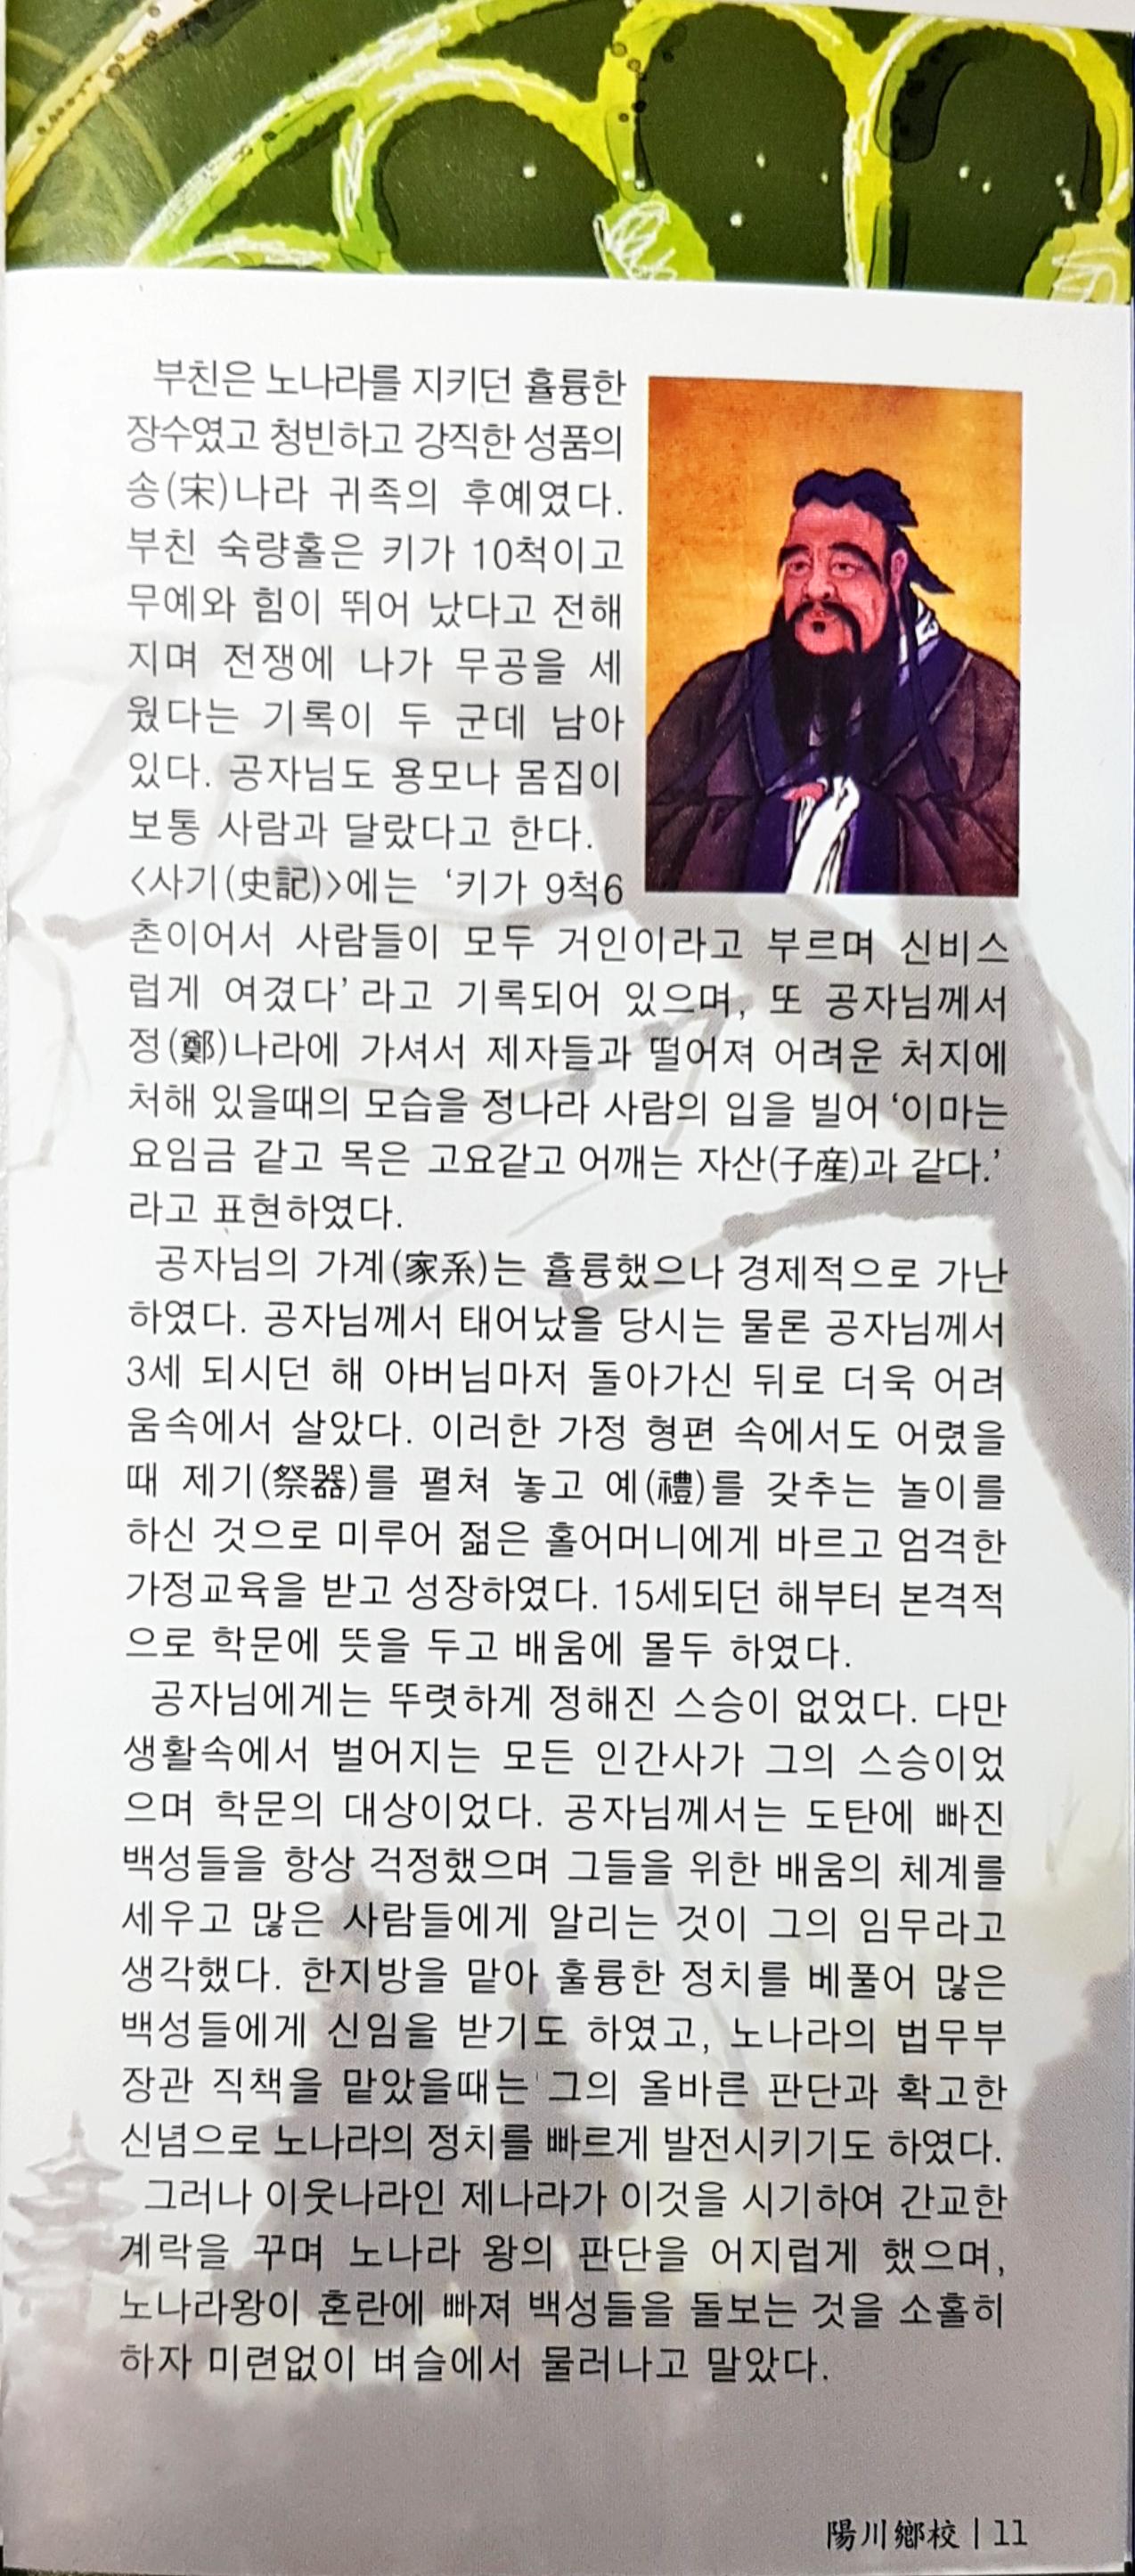 부친은 노나라를 지키던 휼륭한
장수였고 청빈하고 강직한 성품의
송(宋)나라 귀족의 후예였다.
부친 숙량홀은 키가 10척이고
무예와 힘이 뛰어 났다고 전해
지며 전쟁에 나가 무공을 세
웠다는 기록이 두 군데 남아
있다. 공자님도 용모나 몸집이
보통 사람과 달랐다고 한다.
<사기(史記)>에는 ‘키가 9척6
촌이어서 사람들이 모두 거인이라고 부르며 신비스
럽게 여겼다’라고 기록되어 있으며, 또 공자님께서
정(鄭)나라에 가셔서 제자들과 떨어져 어려운 처지에
처해 있을때의 모습을 정나라 사람의 입을 빌어 ‘이마는
요임금 같고 목은 고요같고 어깨는 자산(子産)과 같다.’
라고 표현하였다.
공자님의 가계(家系)는 휼륭했으나 경제적으로 가난
하였다. 공자님께서 태어났을 당시는 물론 공자님께서
3세 되시던 해 아버님마저 돌아가신 뒤로 더욱 어려
움속에서 살았다. 이러한 가정 형편 속에서도 어렸을
때 제기(祭器)를 펼쳐 놓고 예(禮)를 갖추는 놀이를
하신 것으로 미루어 젊은 홀어머니에게 바르고 엄격한
가정교육을 받고 성장하였다. 15세되던 해부터 본격적
으로 학문에 뜻을 두고 배움에 몰두 하였다.
공자님에게는 뚜렷하게 정해진 스승이 없었다. 다만
생활속에서 벌어지는 모든 인간사가 그의 스승이었
으며 학문의 대상이었다. 공자님께서는 도탄에 빠진
백성들을 항상 걱정했으며 그들을 위한 배움의 체계를
세우고 많은 사람들에게 알리는 것이 그의 임무라고
생각했다. 한지방을 맡아 훌륭한 정치를 베풀어 많은
백성들에게 신임을 받기도 하였고, 노나라의 법무부
장관 직책을 맡았을때는 그의 올바른 판단과 확고한
신념으로 노나라의 정치를 빠르게 발전시키기도 하였다.
그러나 이웃나라인 제나라가 이것을 시기하여 간교한
계락을 꾸며 노나라 왕의 판단을 어지럽게 했으며,
노나라왕이 혼란에 빠져 백성들을 돌보는 것을 소홀히
하자 미련없이 벼슬에서 물러나고 말았다.
陽川鄕校 | 11